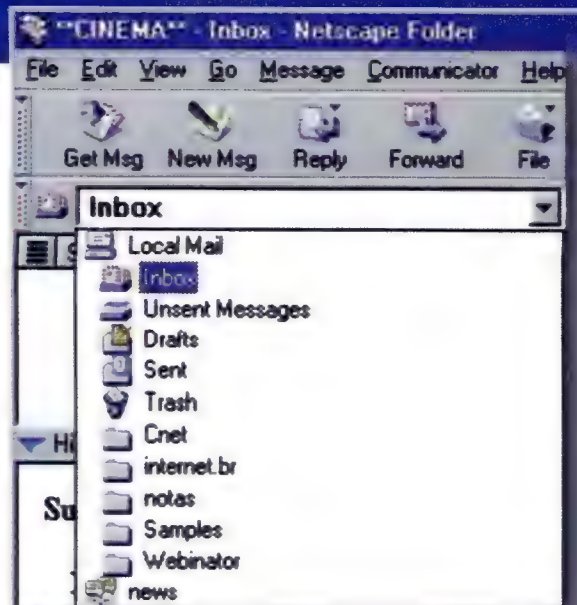 **CINEMA** - Inbox - Netscape Folder
File Edit View Go Message Communicator Help
Get Msg New Msg Reply Forward File
Inbox
Local Mail
Inbox
Unsent Messages
Drafts
Sent
Trash
Cnet
internet.br
notas
Samples
Webinator
news